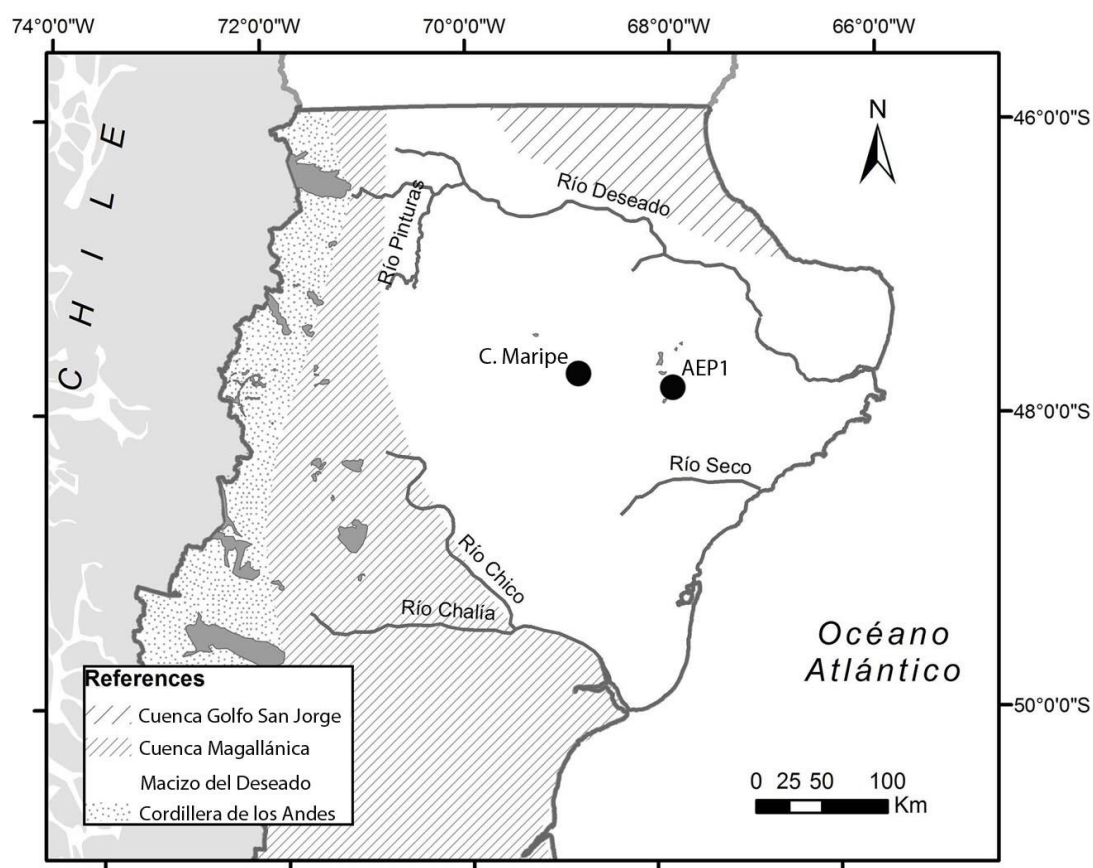 74°0'0"W
72°0'0"W
70°0'0"W
68°0'0"W
66°0'0"W
46°0'0"S
48°0'0"S
50°0'0"S
N
CHILE
Río Deseado
Río Pinturas
C. Maripe
AEP1
Río Seco
Río Chico
Río Chalía
Océano
Atlántico
References
Cuenca Golfo San Jorge
Cuenca Magallánica
Macizo del Deseado
Cordillera de los Andes
0 25 50 100
Km